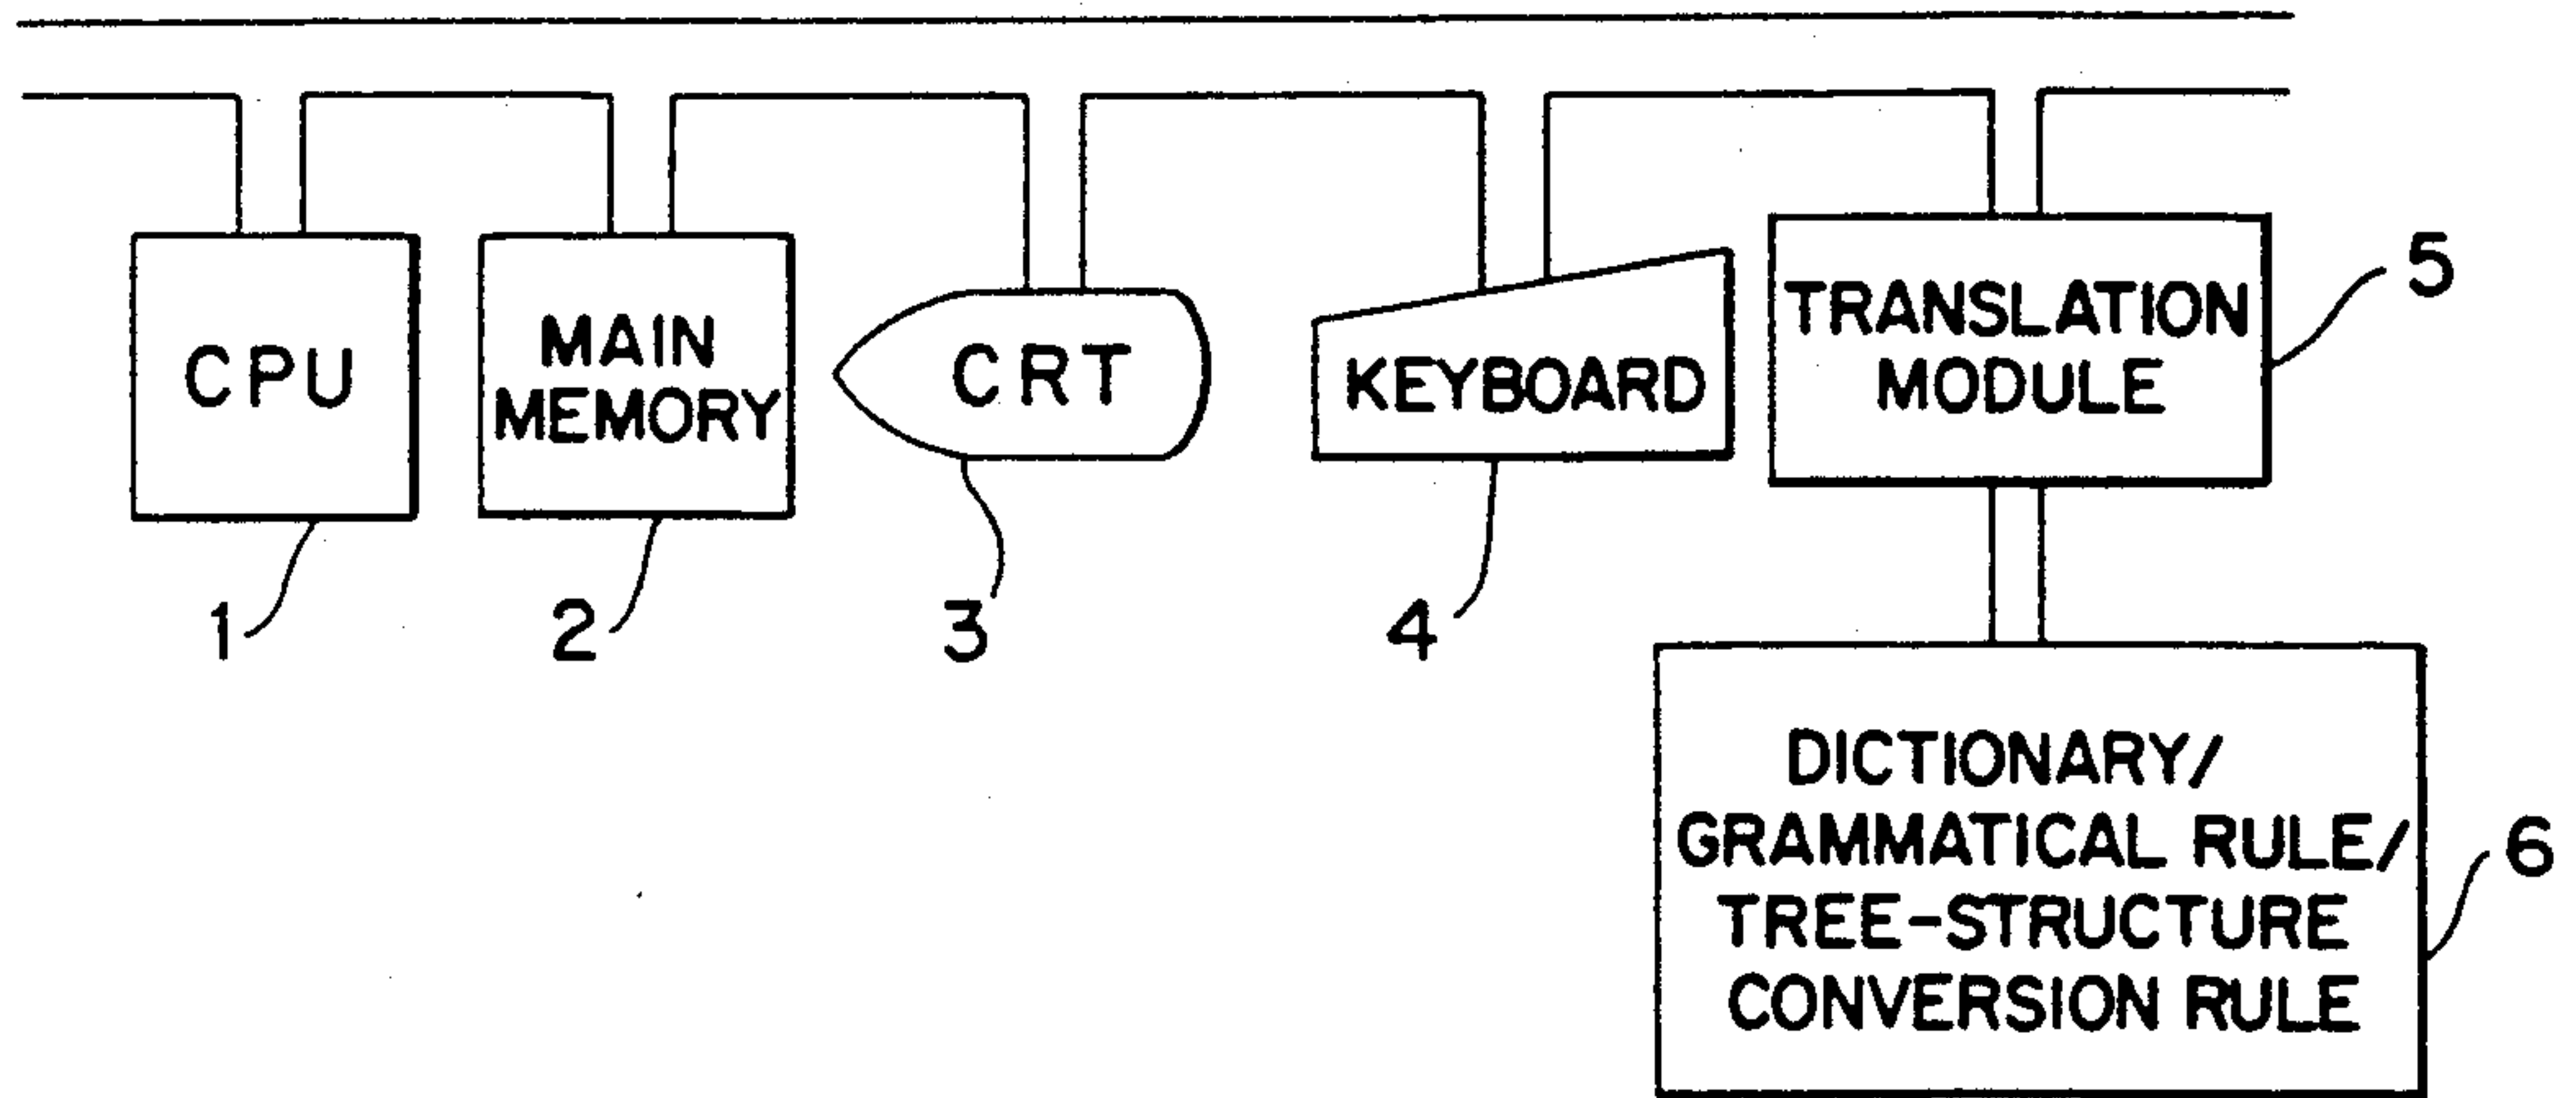 CPU
MAIN
MEMORY
CRT
KEYBOARD
TRANSLATION
MODULE
5
1
2
3
4
DICTIONARY/
GRAMMATICAL RULE/
TREE-STRUCTURE
CONVERSION RULE
6